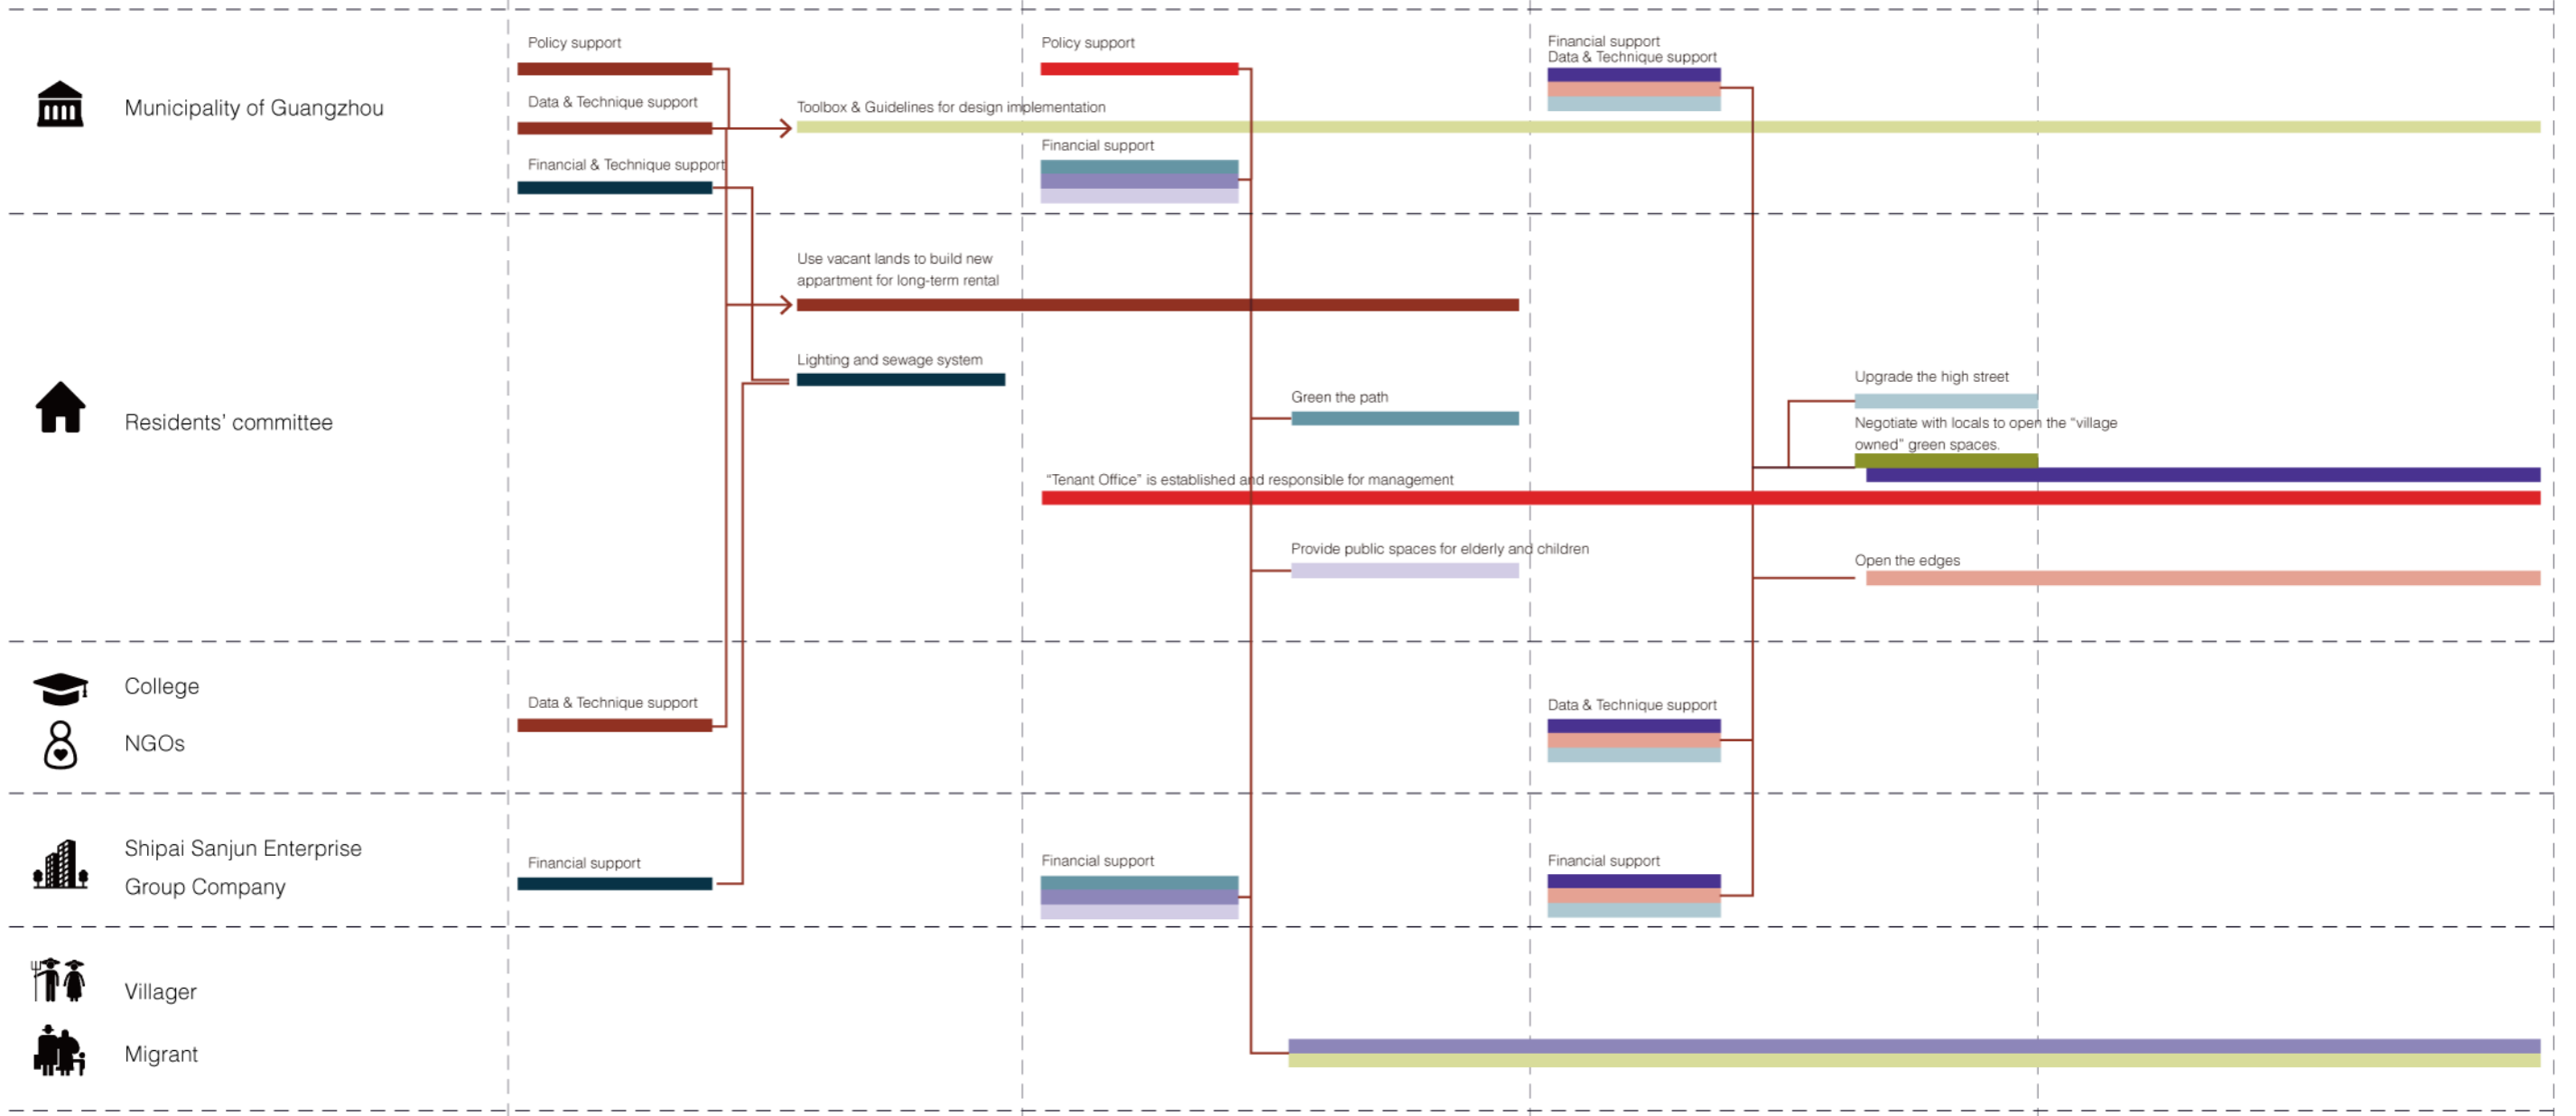 Municipality of Guangzhou
Policy support
Data & Technique support
Financial & Technique support
Toolbox & Guidelines for design implementation
Policy support
Financial support
Financial support
Data & Technique support
Residents’ committee
Use vacant lands to build new
appartment for long-term rental
Lighting and sewage system
Green the path
“Tenant Office” is established and responsible for management
Provide public spaces for elderly and children
Upgrade the high street
Negotiate with locals to open the “village
owned” green spaces.
Open the edges
College
NGOs
Data & Technique support
Data & Technique support
Shipai Sanjun Enterprise
Group Company
Financial support
Financial support
Financial support
Villager
Migrant